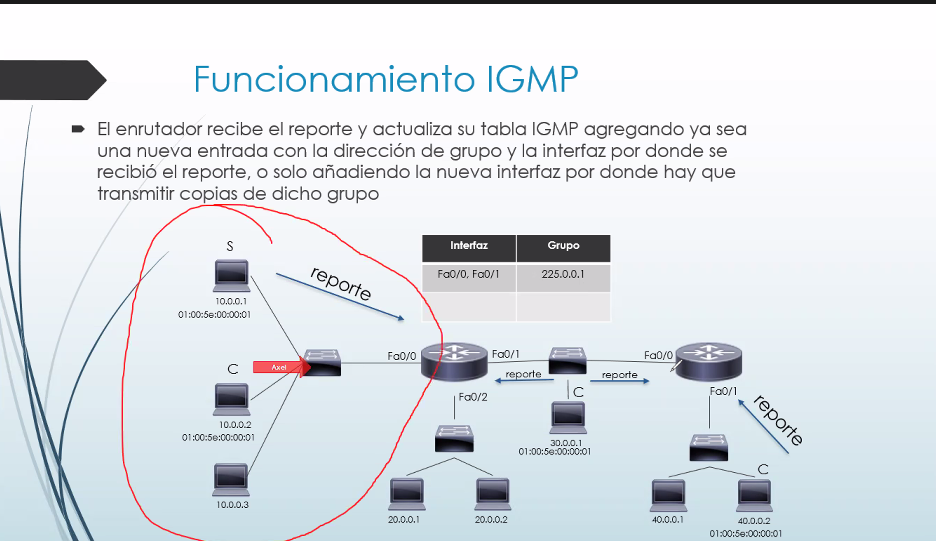 Funcionamiento IGMP
El enrutador recibe el reporte y actualiza su tabla IGMP agregando ya sea
una nueva entrada con la dirección de grupo y la interfaz por donde se
recibió el reporte, o solo añadiendo la nueva interfaz por donde hay que
transmitir copias de dicho grupo
Interfaz Grupo
Fa0/0, Fa0/1 225.0.0.1
S
reporte
10.0.0.1
01:00:5e:00:00:01
Axel
C
10.0.0.2
01:00:5e:00:00:01
10.0.0.3
Fa0/0
Fa0/1
Fa0/2
reporte
reporte
C
30.0.0.1
01:00:5e:00:00:01
20.0.0.1
20.0.0.2
Fa0/0
Fa0/1
reporte
C
40.0.0.1
40.0.0.2
01:00:5e:00:00:01